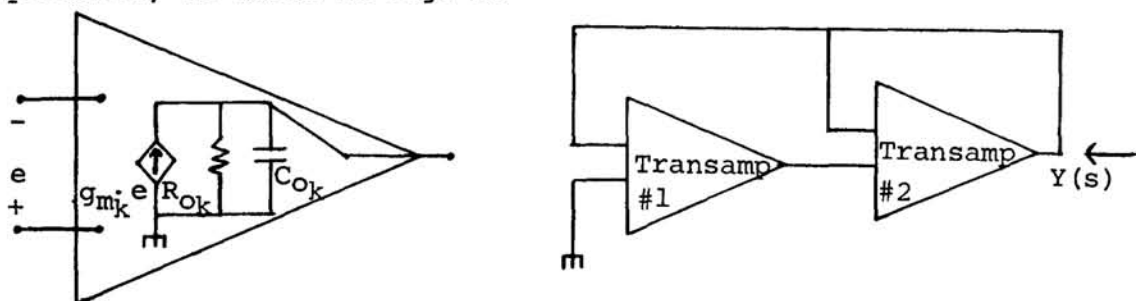 -
e
+
g_{m_k} e R_{o_k} C_{o_k}
Transamp
#1
Transamp
#2
Y(s)